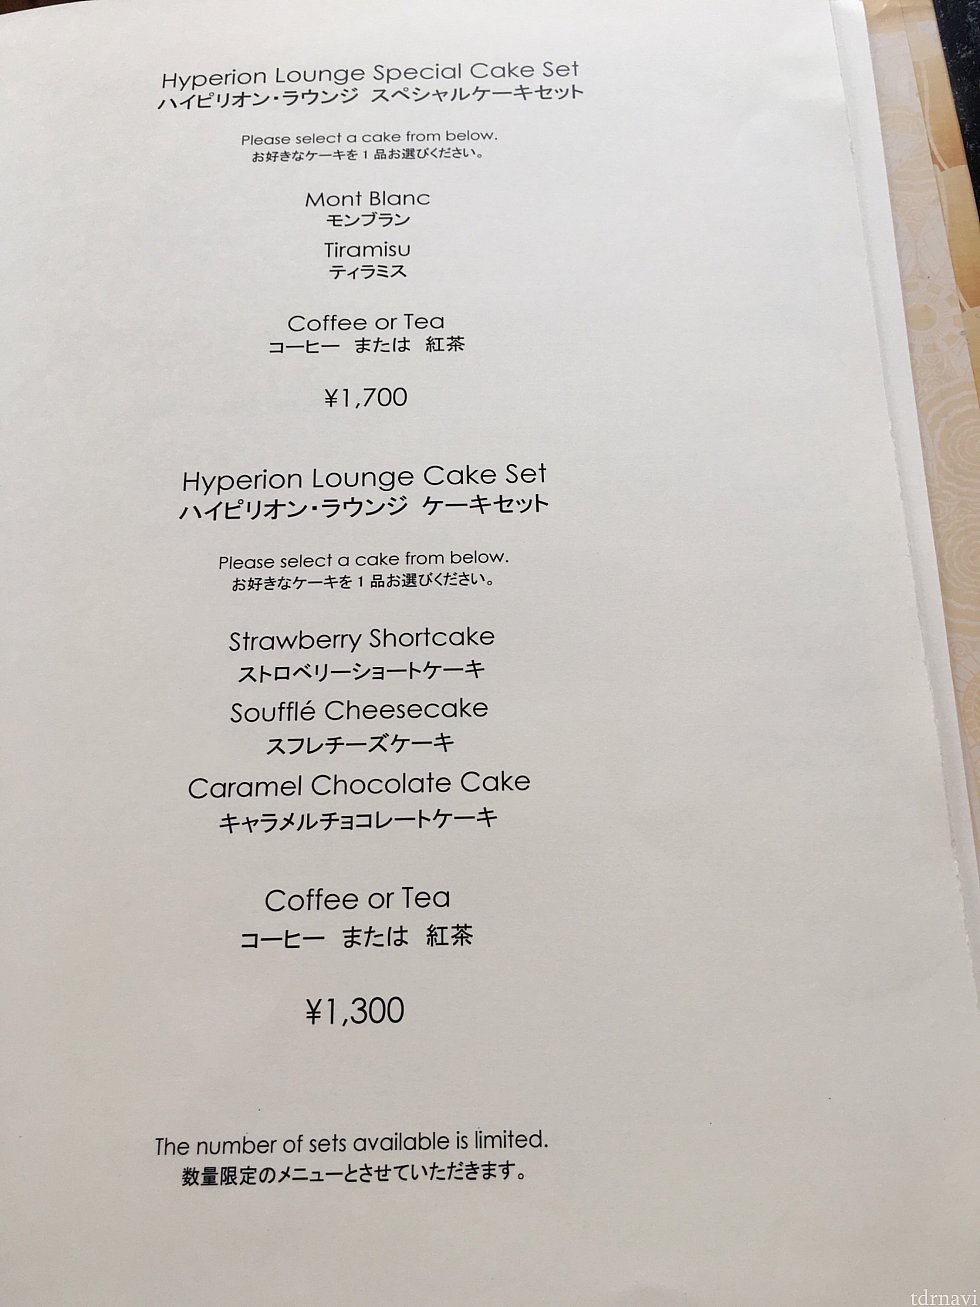 Hyperion Lounge Special Cake Set
ハイピリオン・ラウンジ スペシャルケーキセット
Please select a cake from below.
お好きなケーキを1品お選びください。
Mont Blanc
モンブラン
Tiramisu
ティラミス
Coffee or Tea
コーヒー または 紅茶
¥1,700
Hyperion Lounge Cake Set
ハイピリオン・ラウンジ ケーキセット
Please select a cake from below.
お好きなケーキを1品お選びください。
Strawberry Shortcake
ストロベリーショートケーキ
Soufflé Cheesecake
スフレチーズケーキ
Caramel Chocolate Cake
キャラメルチョコレートケーキ
Coffee or Tea
コーヒー または 紅茶
¥1,300
The number of sets available is limited.
数量限定のメニューとさせていただきます。
tdrnavi